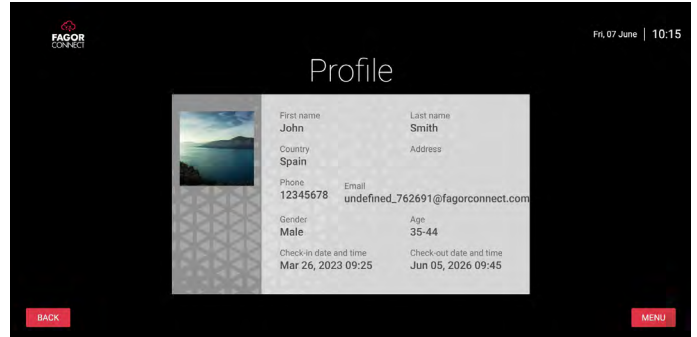 FAGOR
CONNECT
Fri, 07 June | 10:15
Profile
First name
Last name
John
Smith
Country
Address
Spain
Phone
Email
12345678
undefined_762691@fagorconnect.com
Gender
Age
Male
35-44
Check-in date and time
Check-out date and time
Mar 26, 2023 09:25
Jun 05, 2026 09:45
BACK
MENU